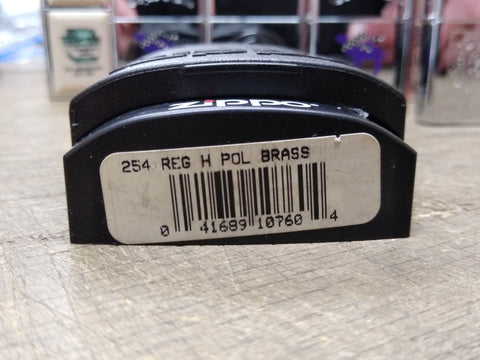 zippo
254 REG H POL BRASS
0 41689 10760 4